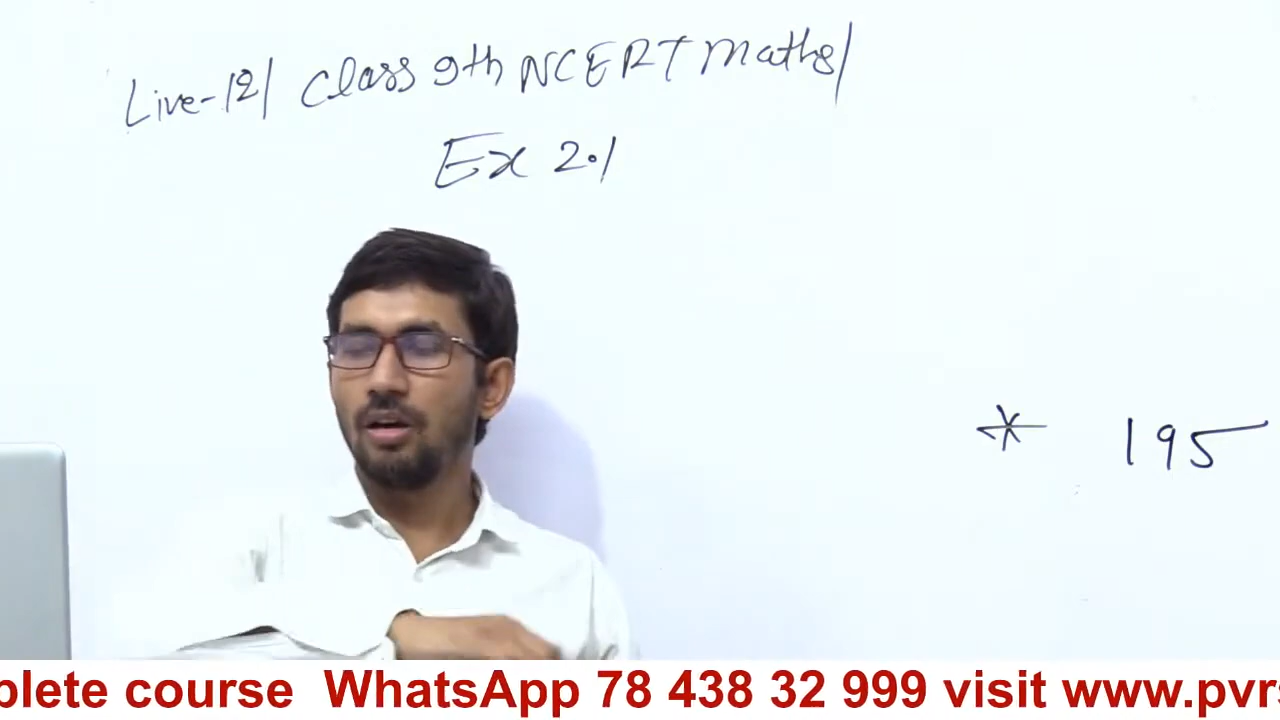 Live-12/ Class 9th NCERT Maths/
Ex 2.1
* 195
plete course WhatsApp 78 438 32 999 visit www.pvrs